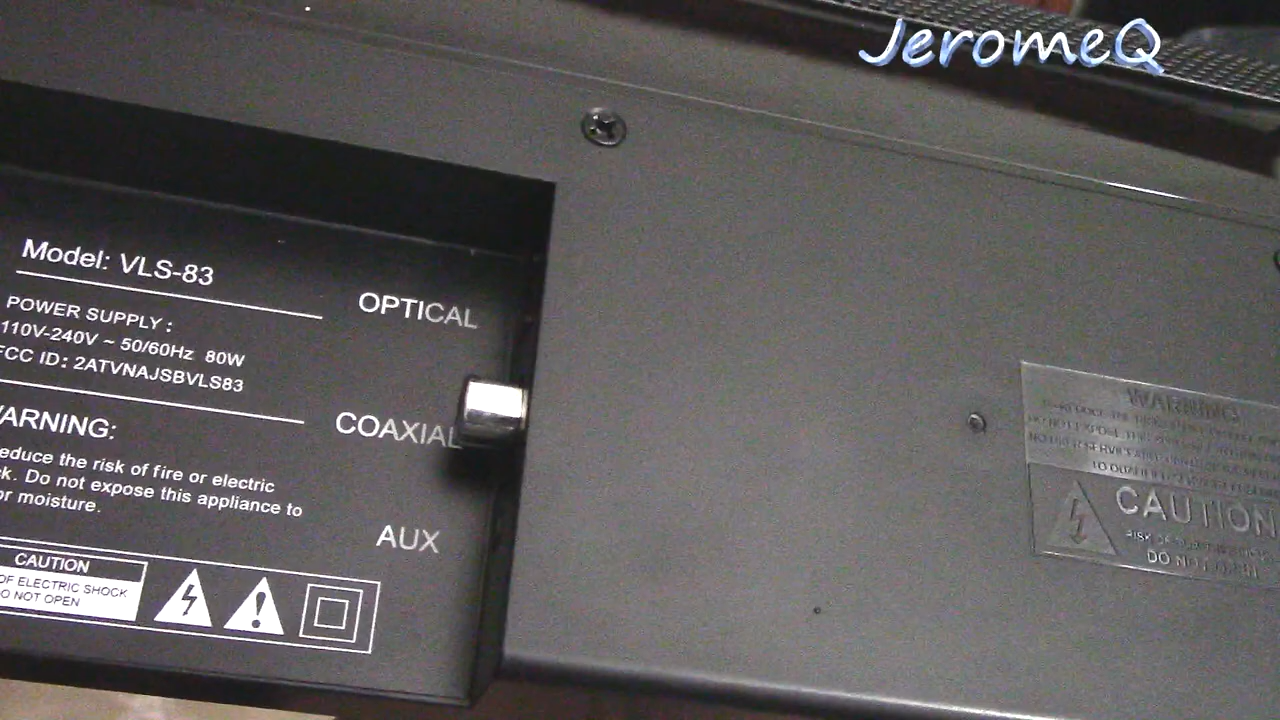 JeromeQ
Model: VLS-83
POWER SUPPLY :
110V-240V ~ 50/60Hz 80W
FCC ID: 2ATVNAJSBVLS83
WARNING:
educe the risk of fire or electric
ck. Do not expose this appliance to
or moisture.
CAUTION
OF ELECTRIC SHOCK
DO NOT OPEN
OPTICAL
COAXIAL
AUX
WARNING
CAUTION
DO NOT OPEN